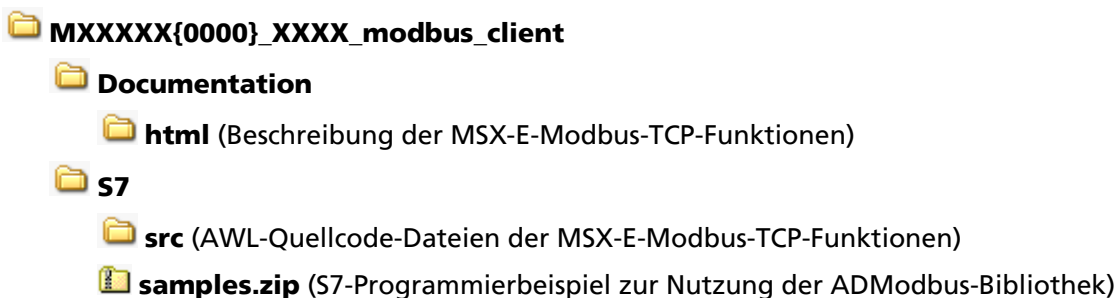 MXXXXX{0000}_XXXX_modbus_client
Documentation
html (Beschreibung der MSX-E-Modbus-TCP-Funktionen)
S7
src (AWL-Quellcode-Dateien der MSX-E-Modbus-TCP-Funktionen)
samples.zip (S7-Programmierbeispiel zur Nutzung der ADModbus-Bibliothek)